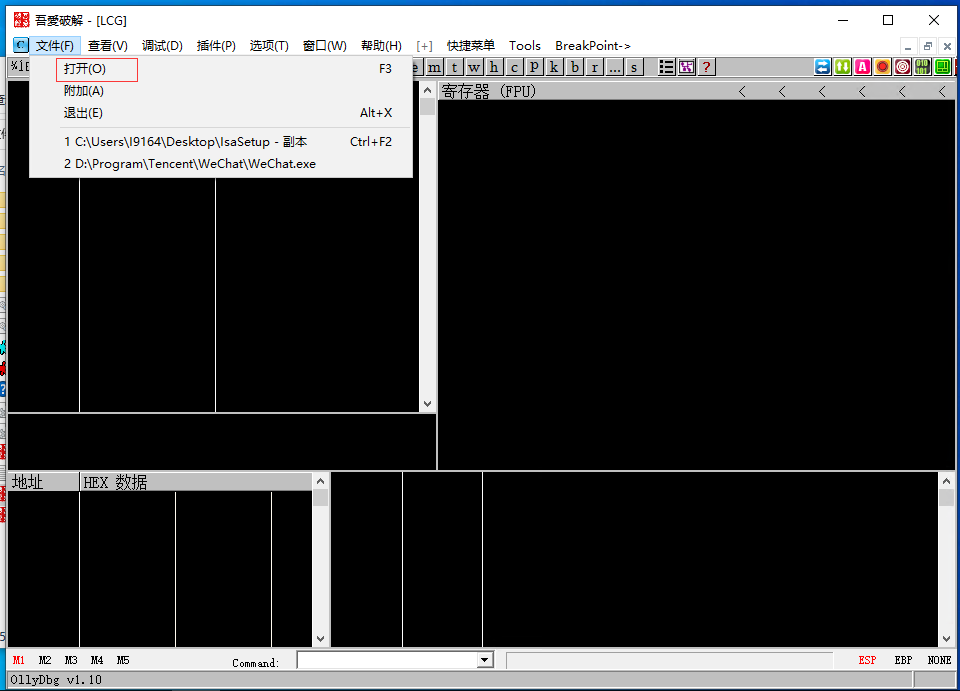 吾愛破解 - [LCG]
C 文件(F) 查看(V) 调试(D) 插件(P) 选项(T) 窗口(W) 帮助(H) [+] 快捷菜单 Tools BreakPoint->
e m t w h c P k b r ... s ?
A
打开(O) F3
附加(A)
退出(E) Alt+X
1 C:\Users\I9164\Desktop\IsaSetup - 副本 Ctrl+F2
2 D:\Program\Tencent\WeChat\WeChat.exe
寄存器 (FPU) < < < < < <
地址 HEX 数据
M1 M2 M3 M4 M5 Command: ESP EBP NONE
OllyDbg v1.10